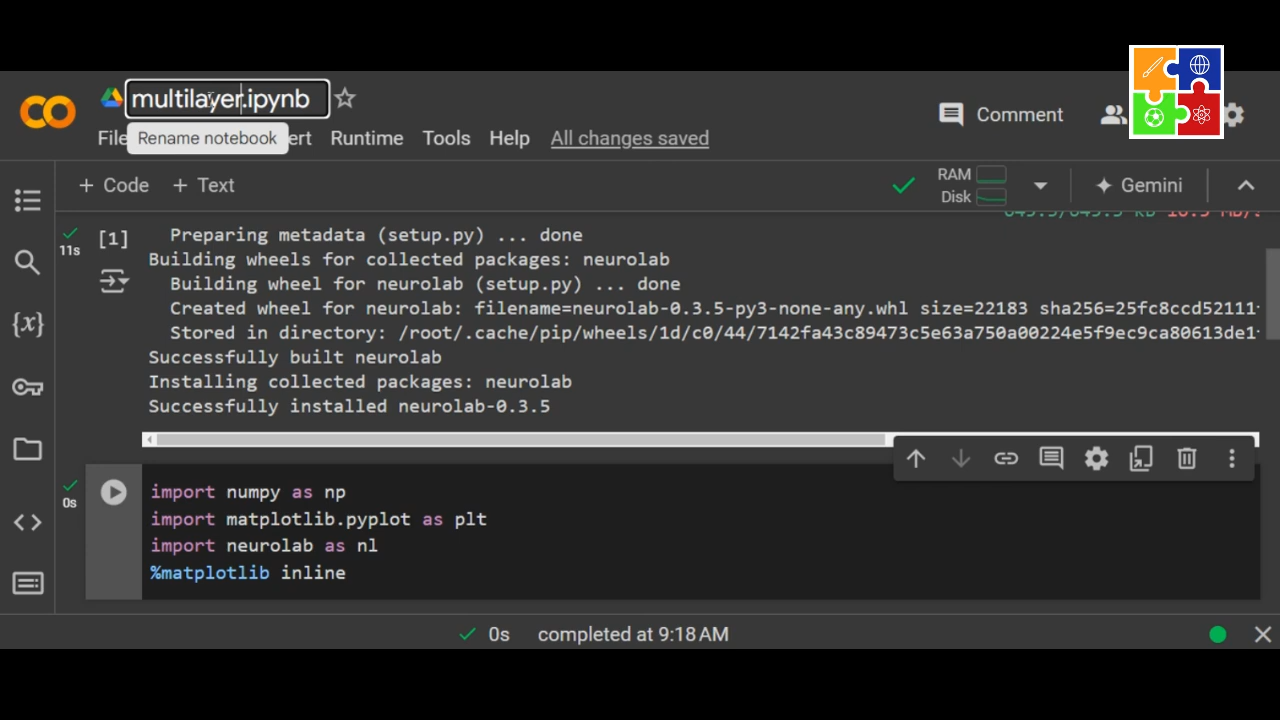 multilayer.ipynb
File
Rename notebook
ert Runtime Tools Help All changes saved
Comment
+ Code + Text
RAM
Disk
Gemini
11s
[1]
Preparing metadata (setup.py) ... done
Building wheels for collected packages: neurolab
Building wheel for neurolab (setup.py) ... done
Created wheel for neurolab: filename=neurolab-0.3.5-py3-none-any.whl size=22183 sha256=25fc8ccd52111
Stored in directory: /root/.cache/pip/wheels/1d/c0/44/7142fa43c89473c5e63a750a00224e5f9ec9ca80613de1
Successfully built neurolab
Installing collected packages: neurolab
Successfully installed neurolab-0.3.5
{x}
0s
import numpy as np
import matplotlib.pyplot as plt
import neurolab as nl
%matplotlib inline
0s completed at 9:18 AM